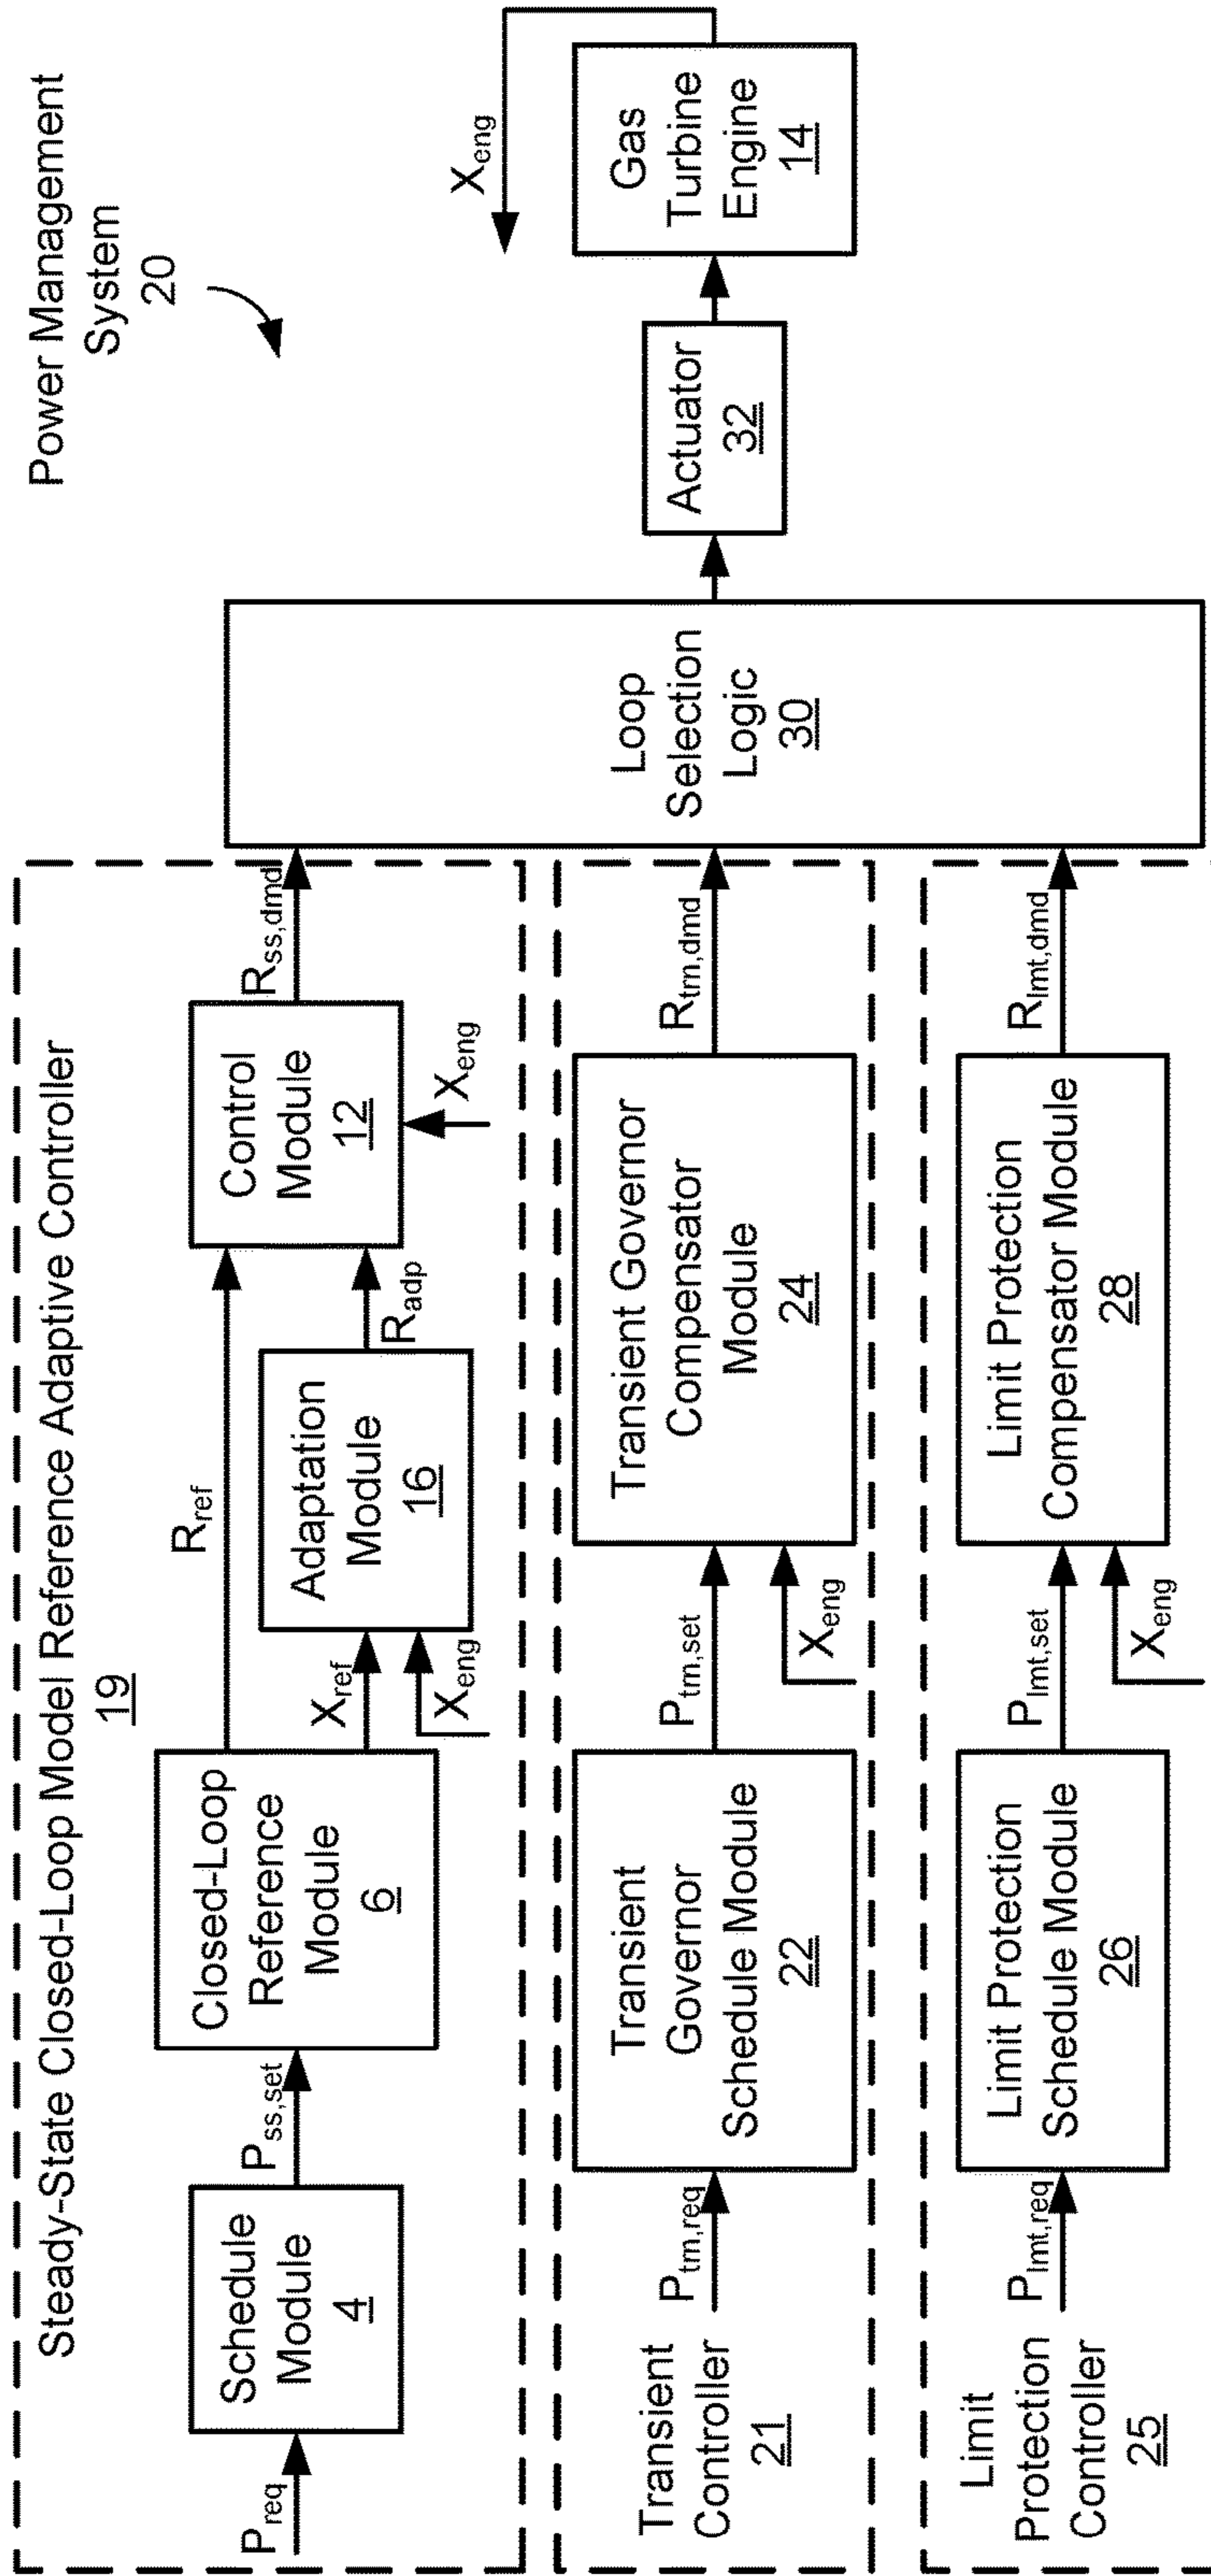 Power Management
System
20
Steady-State Closed-Loop Model Reference Adaptive Controller
19
P_req
Schedule
Module
4
P_ss,set
Closed-Loop
Reference
Module
6
R_ref
X_ref
X_eng
Adaptation
Module
16
R_adp
Control
Module
12
X_eng
R_ss,dmd
Transient
Controller
21
P_trn,req
Transient
Governor
Schedule Module
22
P_trn,set
X_eng
Transient Governor
Compensator
Module
24
R_trn,dmd
Limit
Protection
Controller
25
P_lmt,req
Limit Protection
Schedule Module
26
P_lmt,set
X_eng
Limit Protection
Compensator Module
28
R_lmt,dmd
Loop
Selection
Logic
30
Actuator
32
Gas
Turbine
Engine
14
X_eng